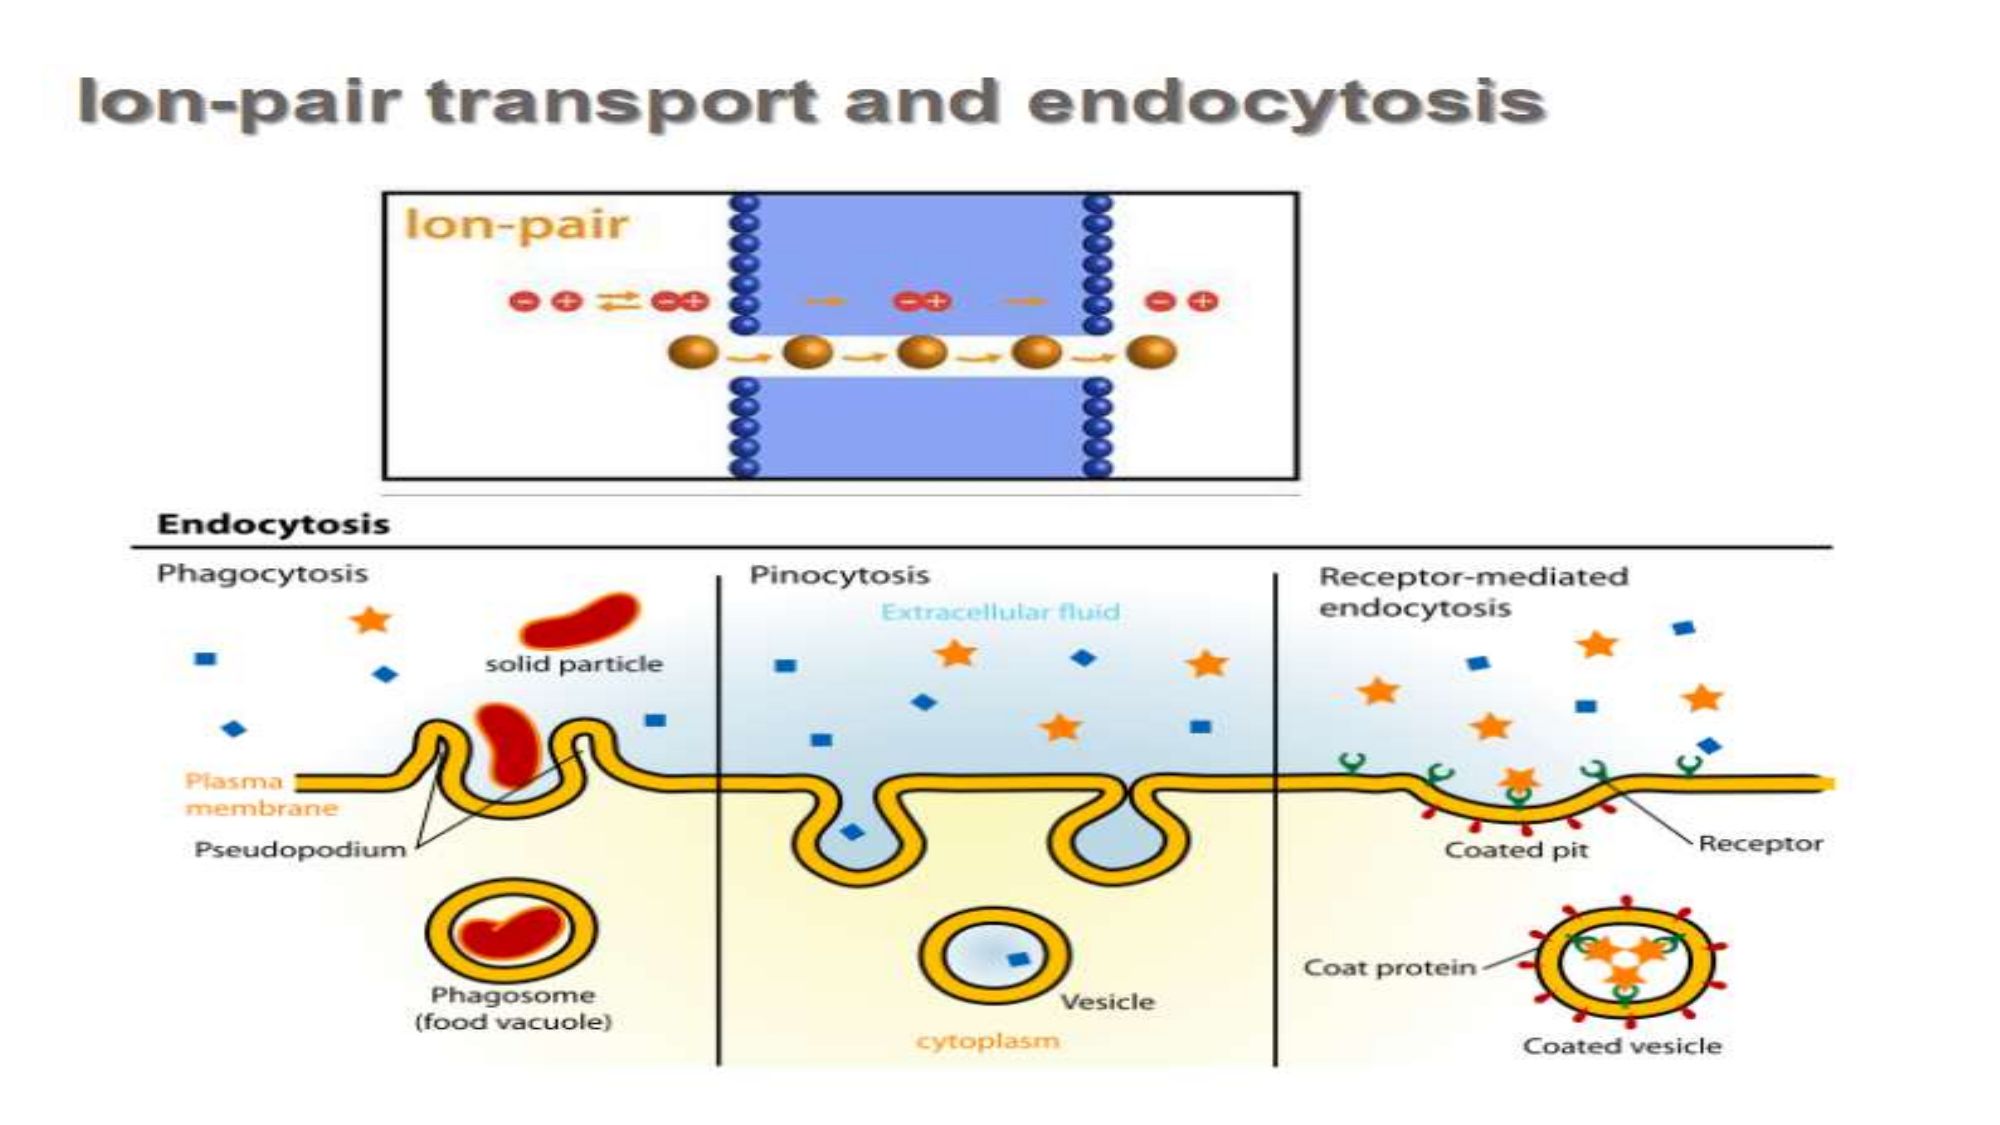 Ion-pair transport and endocytosis
Ion-pair
Endocytosis
Phagocytosis
solid particle
Plasma
membrane
Pseudopodium
Phagosome
(food vacuole)
Pinocytosis
Extracellular fluid
Vesicle
cytoplasm
Receptor-mediated
endocytosis
Coated pit
Receptor
Coat protein
Coated vesicle